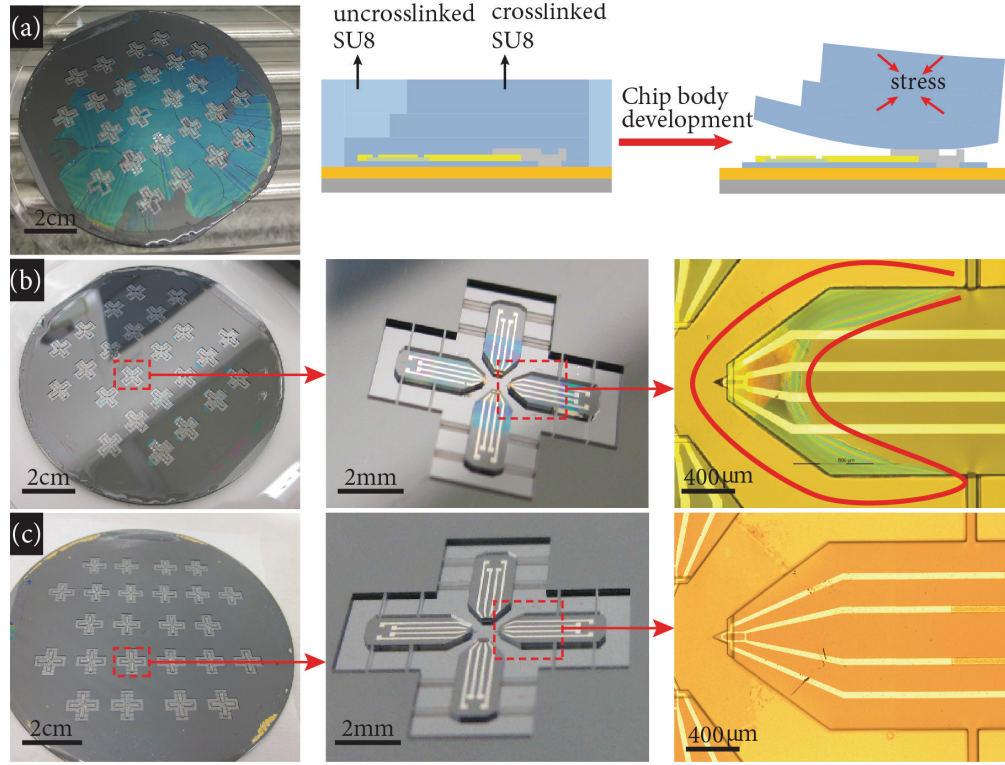 (a)
uncrosslinked
SU8
crosslinked
SU8
Chip body
development
stress
2cm
(b)
2cm
2mm
400μm
(c)
2cm
2mm
400μm